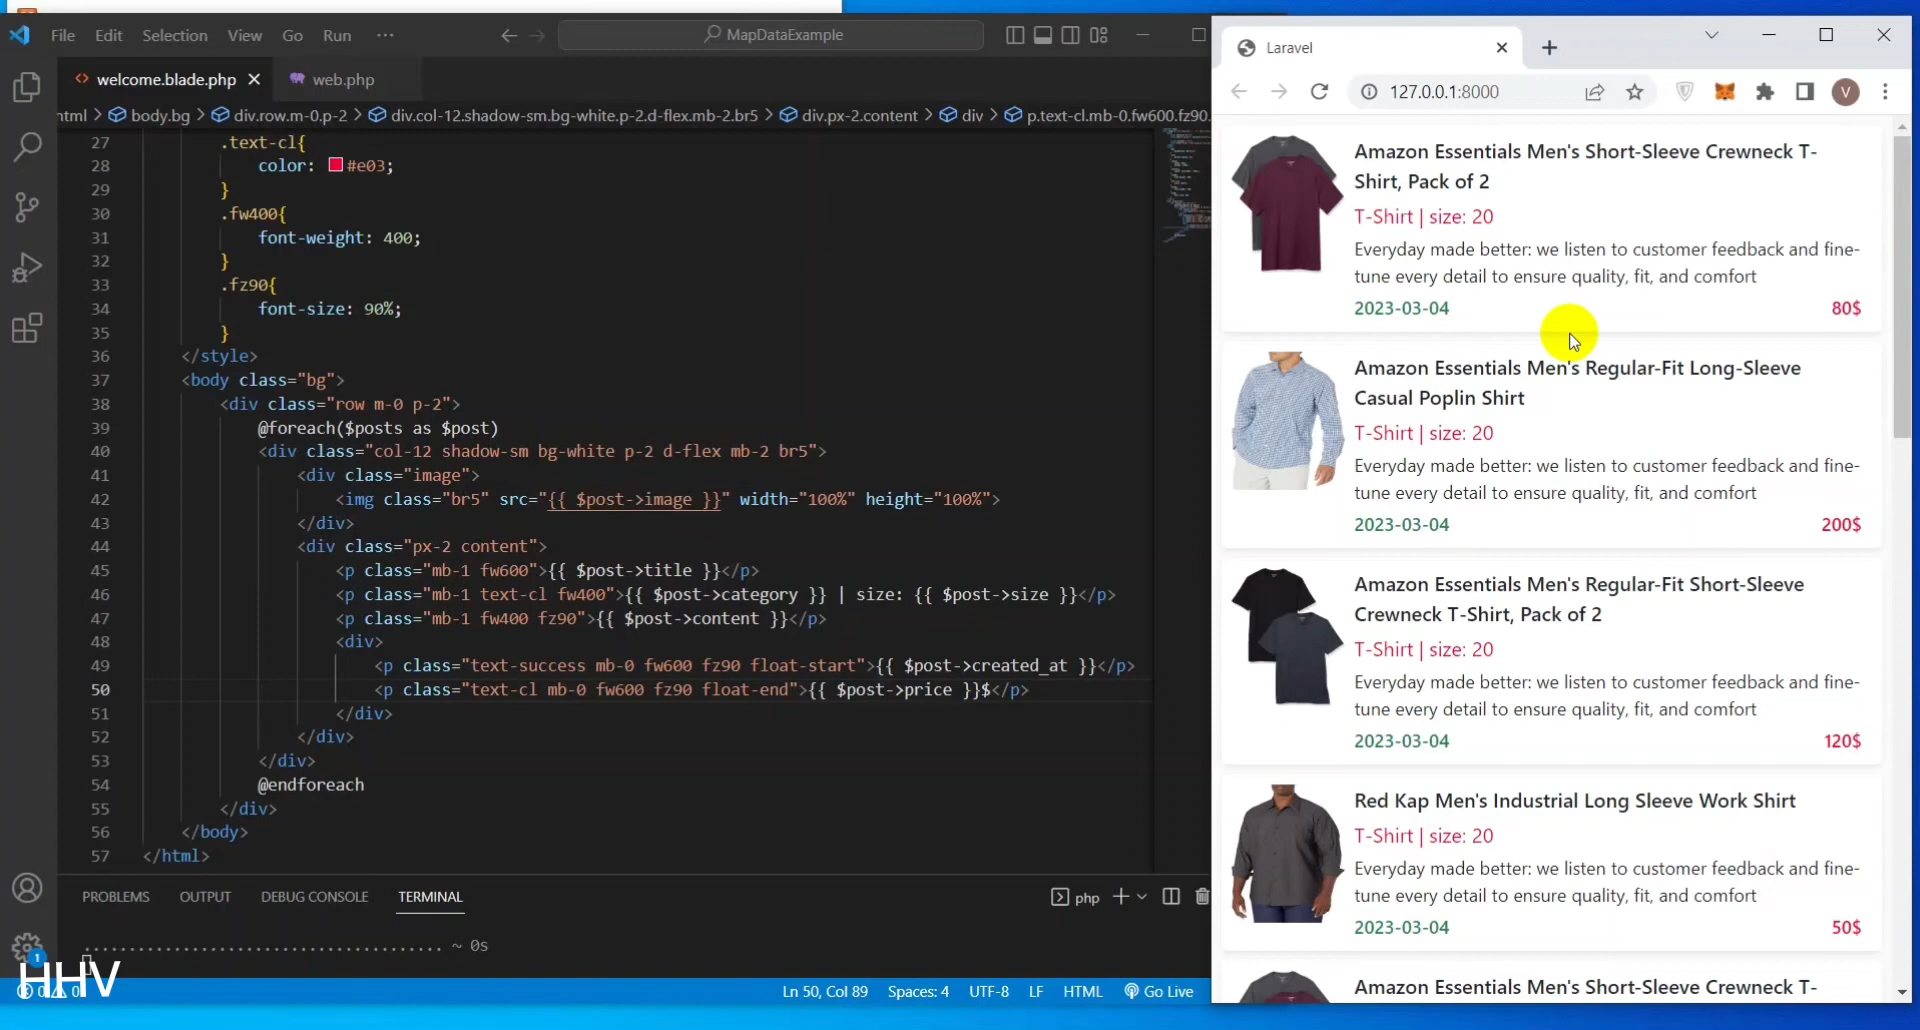 File Edit Selection View Go Run ···
MapDataExample
welcome.blade.php
web.php
html > body.bg > div.row.m-0.p-2 > div.col-12.shadow-sm.bg-white.p-2.d-flex.mb-2.br5 > div.px-2.content > div > p.text-cl.mb-0.fw600.fz90.
27 .text-cl{
28 color: #e03;
29 }
30 .fw400{
31 font-weight: 400;
32 }
33 .fz90{
34 font-size: 90%;
35 }
36 </style>
37 <body class="bg">
38 <div class="row m-0 p-2">
39 @foreach($posts as $post)
40 <div class="col-12 shadow-sm bg-white p-2 d-flex mb-2 br5">
41 <div class="image">
42 <img class="br5" src="{{ $post->image }}" width="100%" height="100%">
43 </div>
44 <div class="px-2 content">
45 <p class="mb-1 fw600">{{ $post->title }}</p>
46 <p class="mb-1 text-cl fw400">{{ $post->category }} | size: {{ $post->size }}</p>
47 <p class="mb-1 fw400 fz90">{{ $post->content }}</p>
48 <div>
49 <p class="text-success mb-0 fw600 fz90 float-start">{{ $post->created_at }}</p>
50 <p class="text-cl mb-0 fw600 fz90 float-end">{{ $post->price }}$</p>
51 </div>
52 </div>
53 </div>
54 @endforeach
55 </div>
56 </body>
57 </html>
PROBLEMS OUTPUT DEBUG CONSOLE TERMINAL
php
........................................ ~ 0s
1
HHV
0 0
Ln 50, Col 89 Spaces: 4 UTF-8 LF HTML Go Live
Laravel
127.0.0.1:8000
V
Amazon Essentials Men's Short-Sleeve Crewneck T-
Shirt, Pack of 2
T-Shirt | size: 20
Everyday made better: we listen to customer feedback and fine-
tune every detail to ensure quality, fit, and comfort
2023-03-04 80$
Amazon Essentials Men's Regular-Fit Long-Sleeve
Casual Poplin Shirt
T-Shirt | size: 20
Everyday made better: we listen to customer feedback and fine-
tune every detail to ensure quality, fit, and comfort
2023-03-04 200$
Amazon Essentials Men's Regular-Fit Short-Sleeve
Crewneck T-Shirt, Pack of 2
T-Shirt | size: 20
Everyday made better: we listen to customer feedback and fine-
tune every detail to ensure quality, fit, and comfort
2023-03-04 120$
Red Kap Men's Industrial Long Sleeve Work Shirt
T-Shirt | size: 20
Everyday made better: we listen to customer feedback and fine-
tune every detail to ensure quality, fit, and comfort
2023-03-04 50$
Amazon Essentials Men's Short-Sleeve Crewneck T-